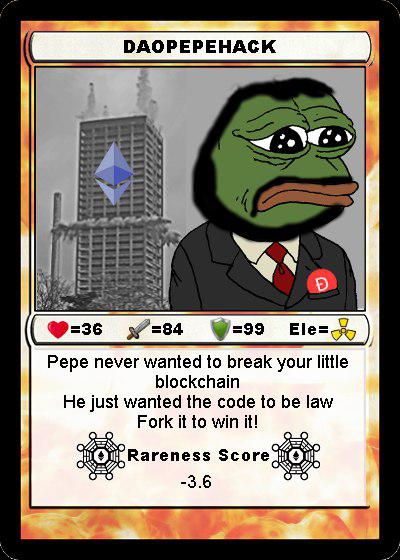 DAOPEPEHACK
Ð
=36 =84 =99 Ele=
Pepe never wanted to break your little
blockchain
He just wanted the code to be law
Fork it to win it!
Rareness Score
-3.6